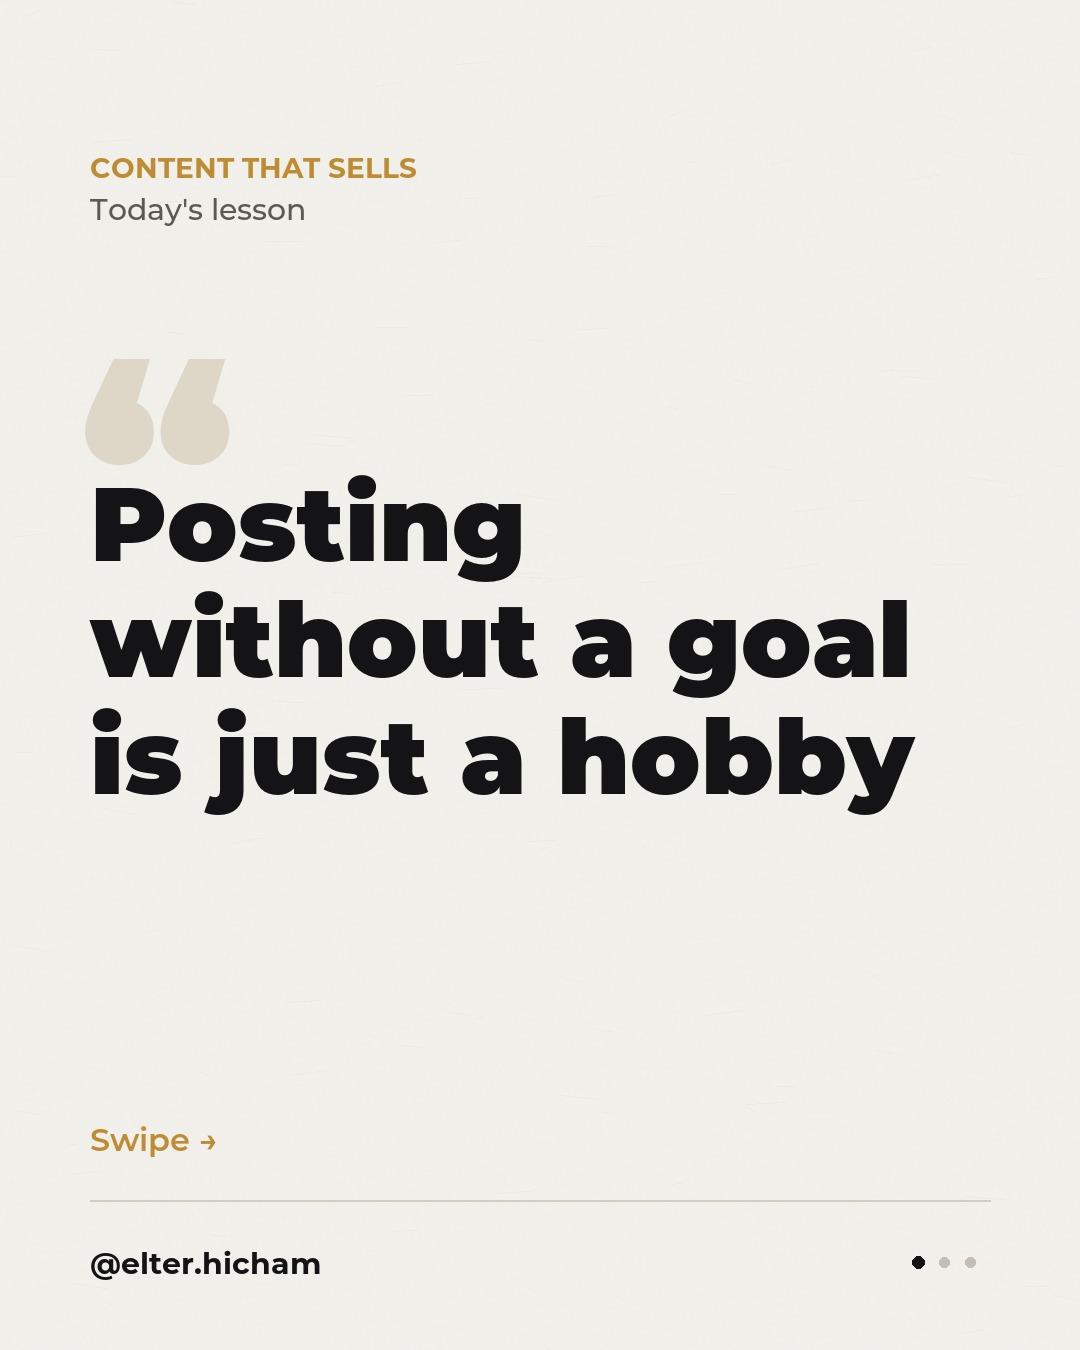 CONTENT THAT SELLS
Today's lesson
“
Posting
without a goal
is just a hobby
Swipe →
@elter.hicham